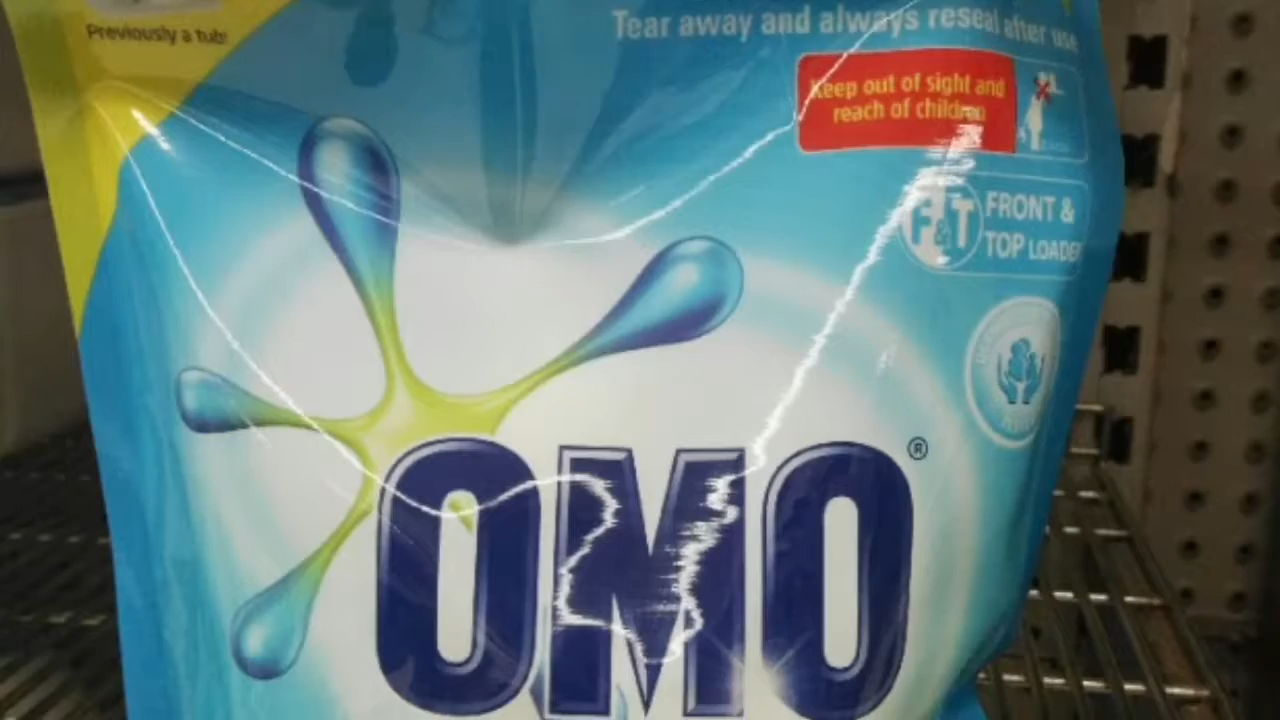 Previously a tub!
Tear away and always reseal after use
Keep out of sight and
reach of children
F&T
FRONT &
TOP LOADER
OMO®